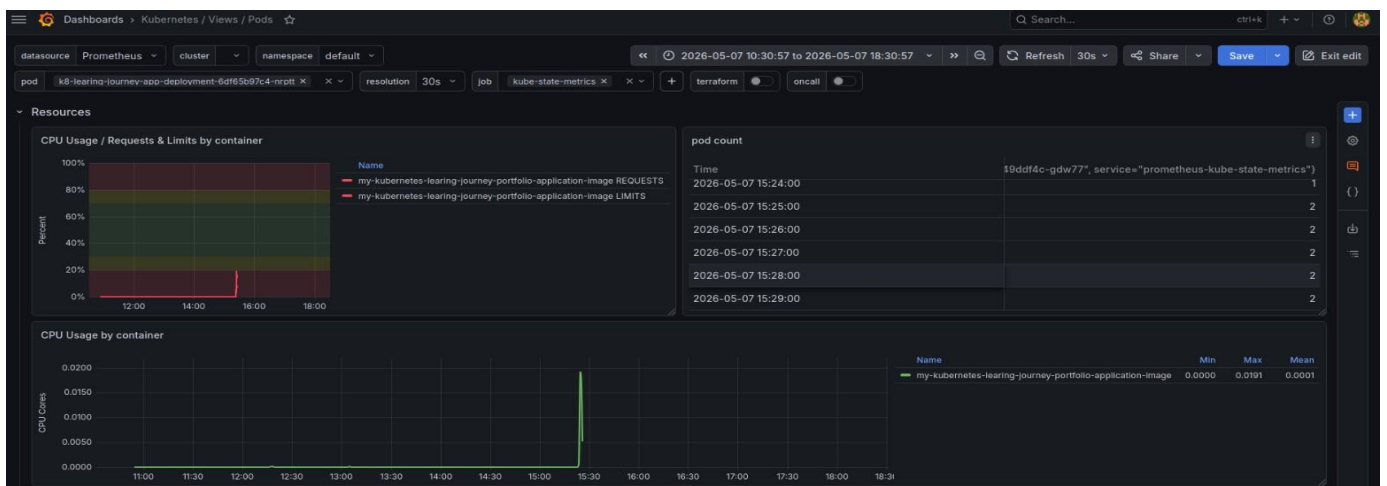 Dashboards › Kubernetes / Views / Pods
Search... ctrl+k
datasource Prometheus cluster namespace default 2026-05-07 10:30:57 to 2026-05-07 18:30:57 Refresh 30s Share Save Exit edit
pod k8-learing-journey-app-deployment-6df65b97c4-nrptt resolution 30s job kube-state-metrics + terraform oncall
Resources
CPU Usage / Requests & Limits by container
Percent
100%
80%
60%
40%
20%
0%
12:00 14:00 16:00 18:00
Name
my-kubernetes-learing-journey-portfolio-application-image REQUESTS
my-kubernetes-learing-journey-portfolio-application-image LIMITS
pod count
Time 49ddf4c-gdw77", service="prometheus-kube-state-metrics"}
2026-05-07 15:24:00 1
2026-05-07 15:25:00 2
2026-05-07 15:26:00 2
2026-05-07 15:27:00 2
2026-05-07 15:28:00 2
2026-05-07 15:29:00 2
CPU Usage by container
CPU Cores
0.0200
0.0150
0.0100
0.0050
0.0000
11:00 11:30 12:00 12:30 13:00 13:30 14:00 14:30 15:00 15:30 16:00 16:30 17:00 17:30 18:00
Name Min Max Mean
my-kubernetes-learing-journey-portfolio-application-image 0.0000 0.0191 0.0001